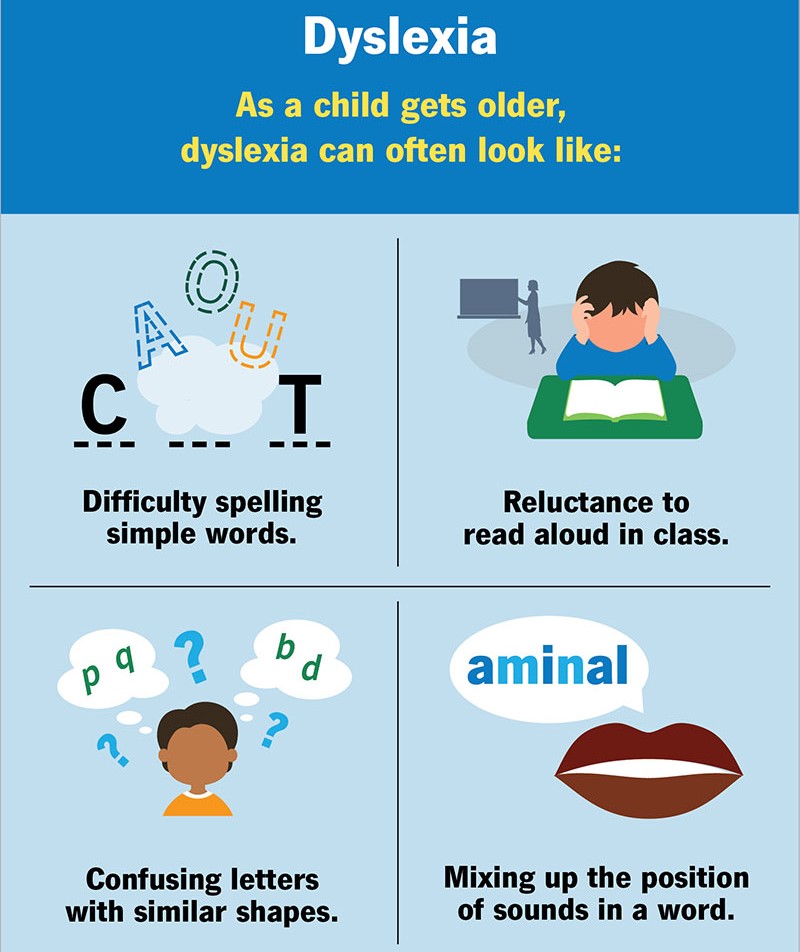 Dyslexia
As a child gets older,
dyslexia can often look like:
A O U
C T
Difficulty spelling
simple words.
Reluctance to
read aloud in class.
p q ? b d
? ?
Confusing letters
with similar shapes.
aminal
Mixing up the position
of sounds in a word.